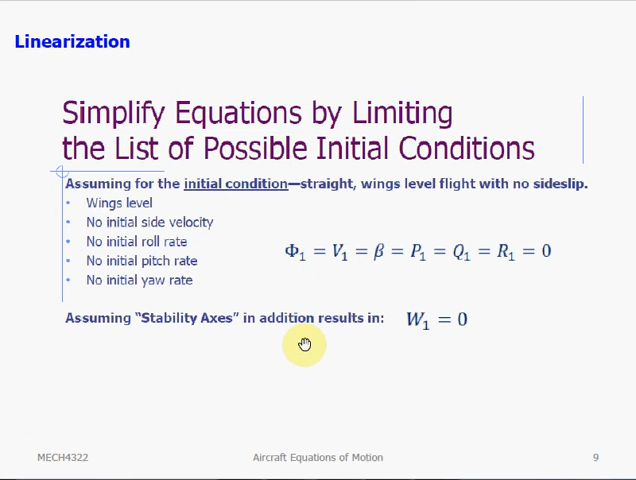 Linearization
Simplify Equations by Limiting
the List of Possible Initial Conditions
Assuming for the initial condition—straight, wings level flight with no sideslip.
• Wings level
• No initial side velocity
• No initial roll rate
• No initial pitch rate
• No initial yaw rate
Φ₁ = V₁ = β = P₁ = Q₁ = R₁ = 0
Assuming “Stability Axes” in addition results in: W₁ = 0
MECH4322 Aircraft Equations of Motion 9